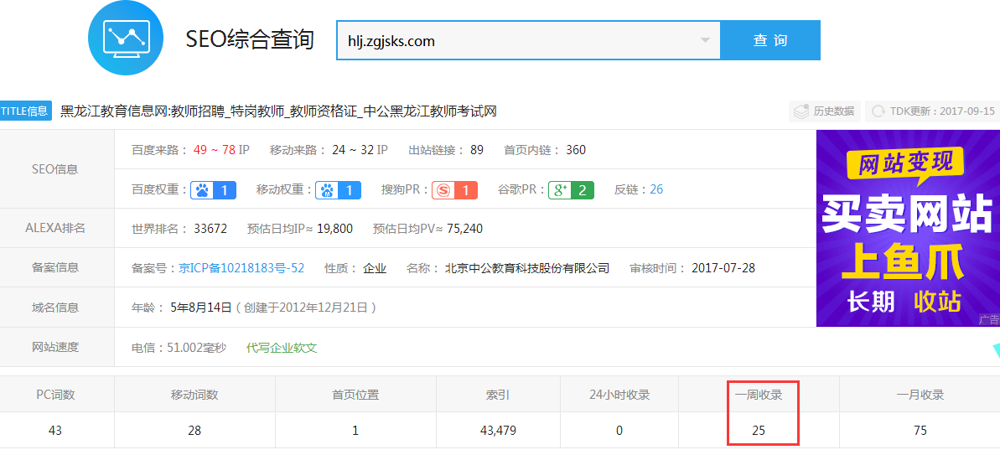 SEO综合查询
hlj.zgjsks.com
查 询
TITLE信息
黑龙江教育信息网:教师招聘_特岗教师_教师资格证_中公黑龙江教师考试网
历史数据
TDK更新：2017-09-15
SEO信息
百度来路： 49 ~ 78 IP 移动来路： 24 ~ 32 IP 出站链接： 89 首页内链： 360
百度权重： 1 移动权重： 1 搜狗PR： S 1 谷歌PR： g+ 2 反链：26
ALEXA排名
世界排名： 33672 预估日均IP≈ 19,800 预估日均PV≈ 75,240
备案信息
备案号：京ICP备10218183号-52 性质： 企业 名称： 北京中公教育科技股份有限公司 审核时间： 2017-07-28
域名信息
年龄： 5年8月14日（创建于2012年12月21日）
网站速度
电信：51.002毫秒 代写企业软文
网站变现
买卖网站
上鱼爪
长期 收站
广告
PC词数 移动词数 首页位置 索引 24小时收录 一周收录 一月收录
43 28 1 43,479 0 25 75